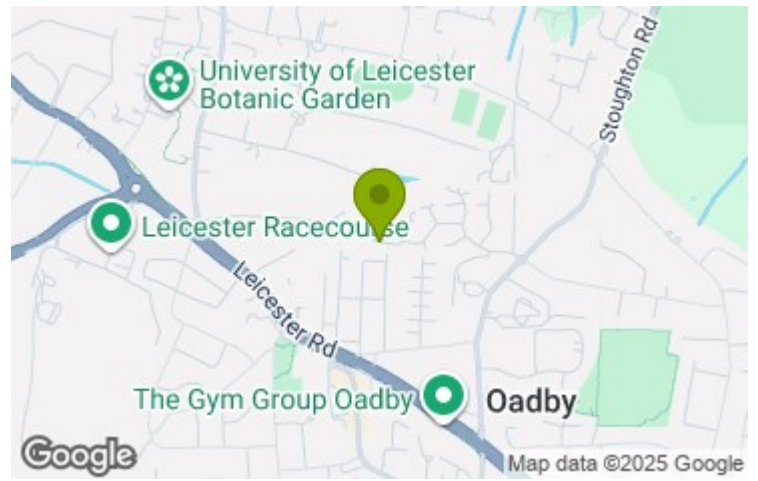 University of Leicester
Botanic Garden
Stoughton Rd
Leicester Racecourse
Leicester Rd
The Gym Group Oadby
Oadby
Google
Map data ©2025 Google